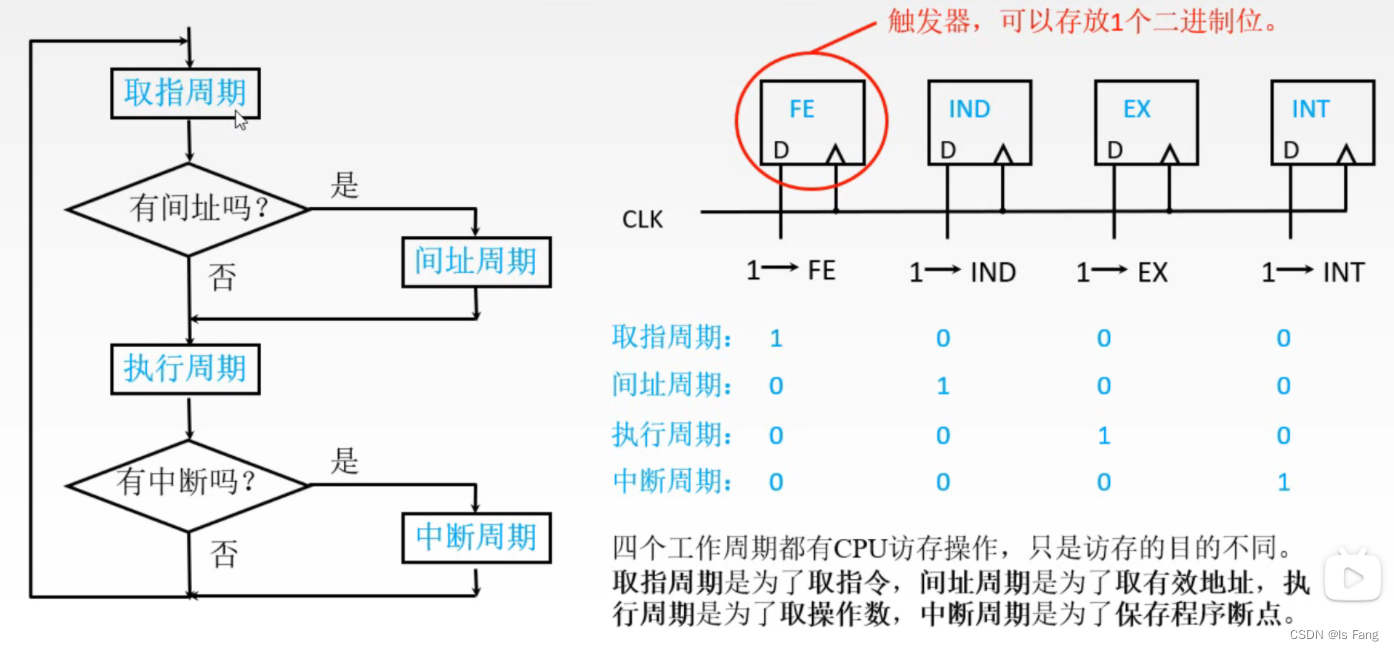 取指周期
有间址吗?
是
间址周期
否
执行周期
有中断吗?
是
中断周期
否
触发器，可以存放1个二进制位。
FE
IND
EX
INT
D
D
D
D
CLK
1→ FE
1→ IND
1→ EX
1→ INT
取指周期： 1 0 0 0
间址周期： 0 1 0 0
执行周期： 0 0 1 0
中断周期： 0 0 0 1
四个工作周期都有CPU访存操作，只是访存的目的不同。
取指周期是为了取指令，间址周期是为了取有效地址，执
行周期是为了取操作数，中断周期是为了保存程序断点。
CSDN @Is Fang